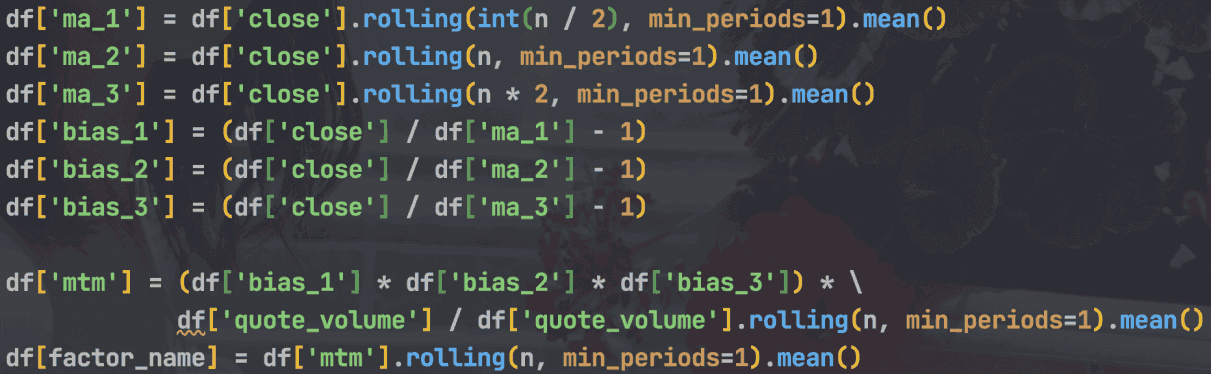 df['ma_1'] = df['close'].rolling(int(n / 2), min_periods=1).mean()
df['ma_2'] = df['close'].rolling(n, min_periods=1).mean()
df['ma_3'] = df['close'].rolling(n * 2, min_periods=1).mean()
df['bias_1'] = (df['close'] / df['ma_1'] - 1)
df['bias_2'] = (df['close'] / df['ma_2'] - 1)
df['bias_3'] = (df['close'] / df['ma_3'] - 1)
df['mtm'] = (df['bias_1'] * df['bias_2'] * df['bias_3']) * \
df['quote_volume'] / df['quote_volume'].rolling(n, min_periods=1).mean()
df[factor_name] = df['mtm'].rolling(n, min_periods=1).mean()